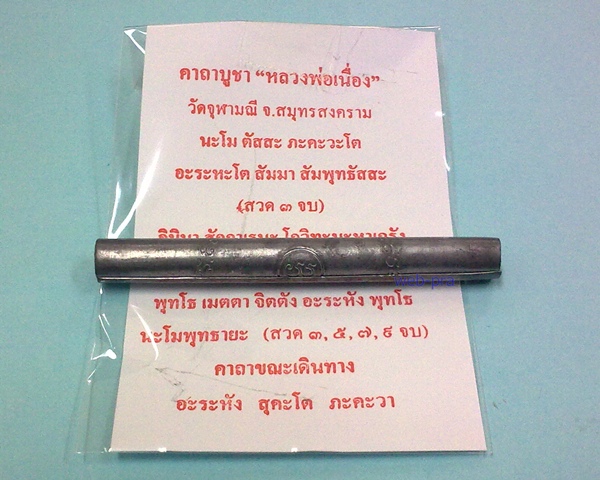 คาถาบูชา “หลวงพ่อเนื่อง”
วัดจุฬามณี จ.สมุทรสงคราม
นะโม ตัสสะ ภะคะวะโต
อะระหะโต สัมมา สัมพุทธัสสะ
(สวด ๓ จบ)
พุทโธ เมตตา จิตตัง อะระหัง พุทโธ
นะโมพุทธายะ (สวด ๓, ๕, ๗, ๙ จบ)
คาถาขณะเดินทาง
อะระหัง สุคะโต ภะคะวา